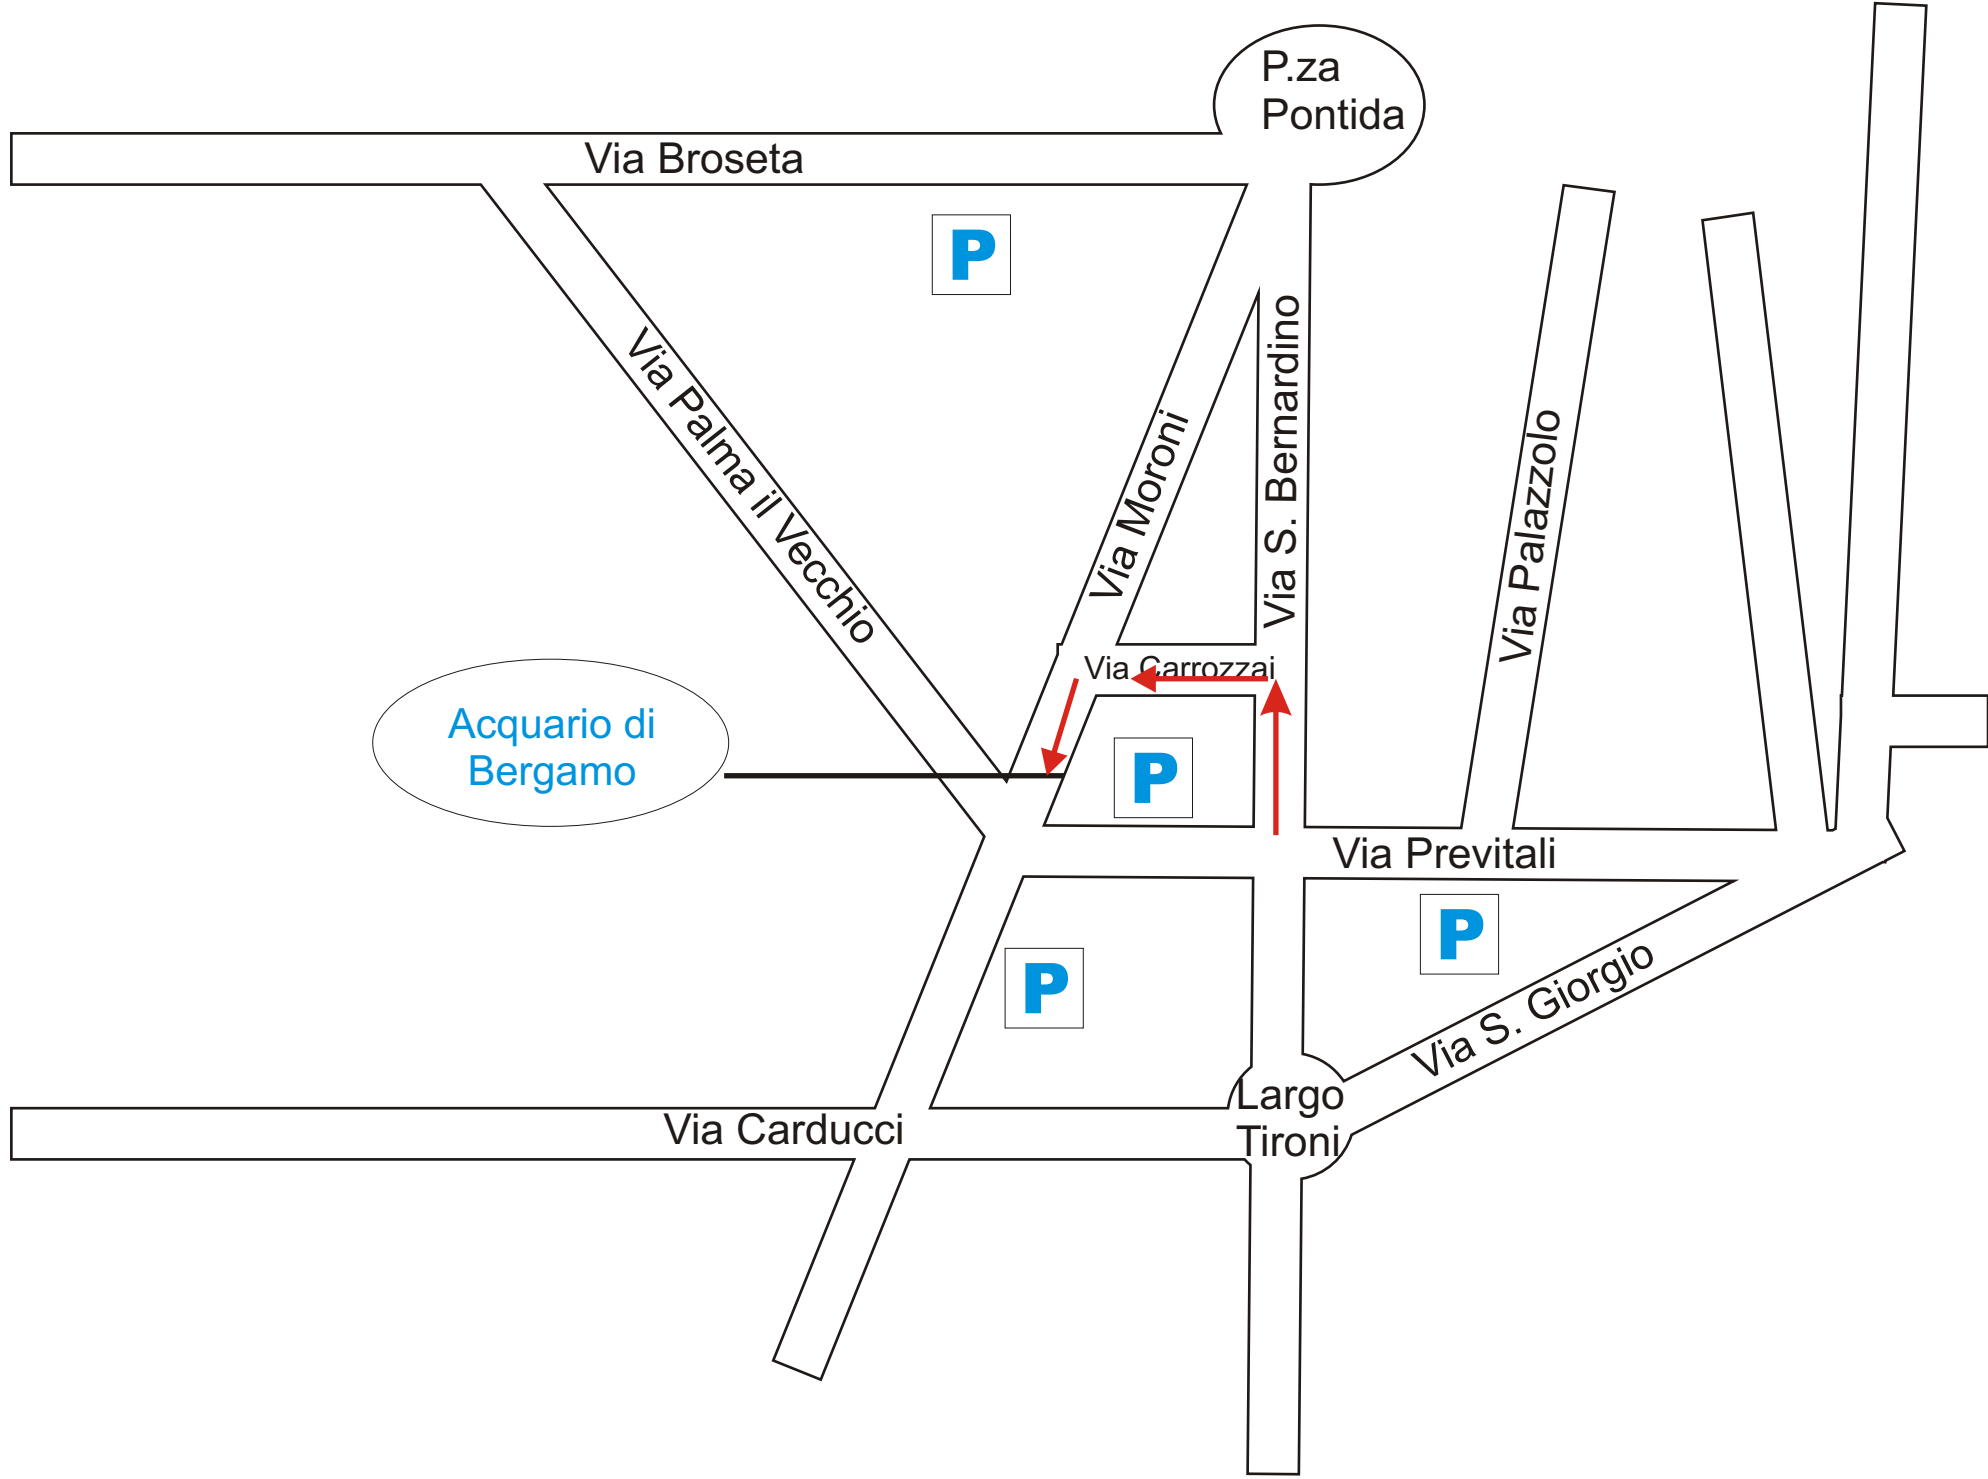 P.za
Pontida
Via Broseta
P
Via Palma il Vecchio
Via Moroni
Via S. Bernardino
Via Palazzolo
Via Carrozzai
Acquario di
Bergamo
P
Via Previtali
P
P
Via S. Giorgio
Largo
Tironi
Via Carducci